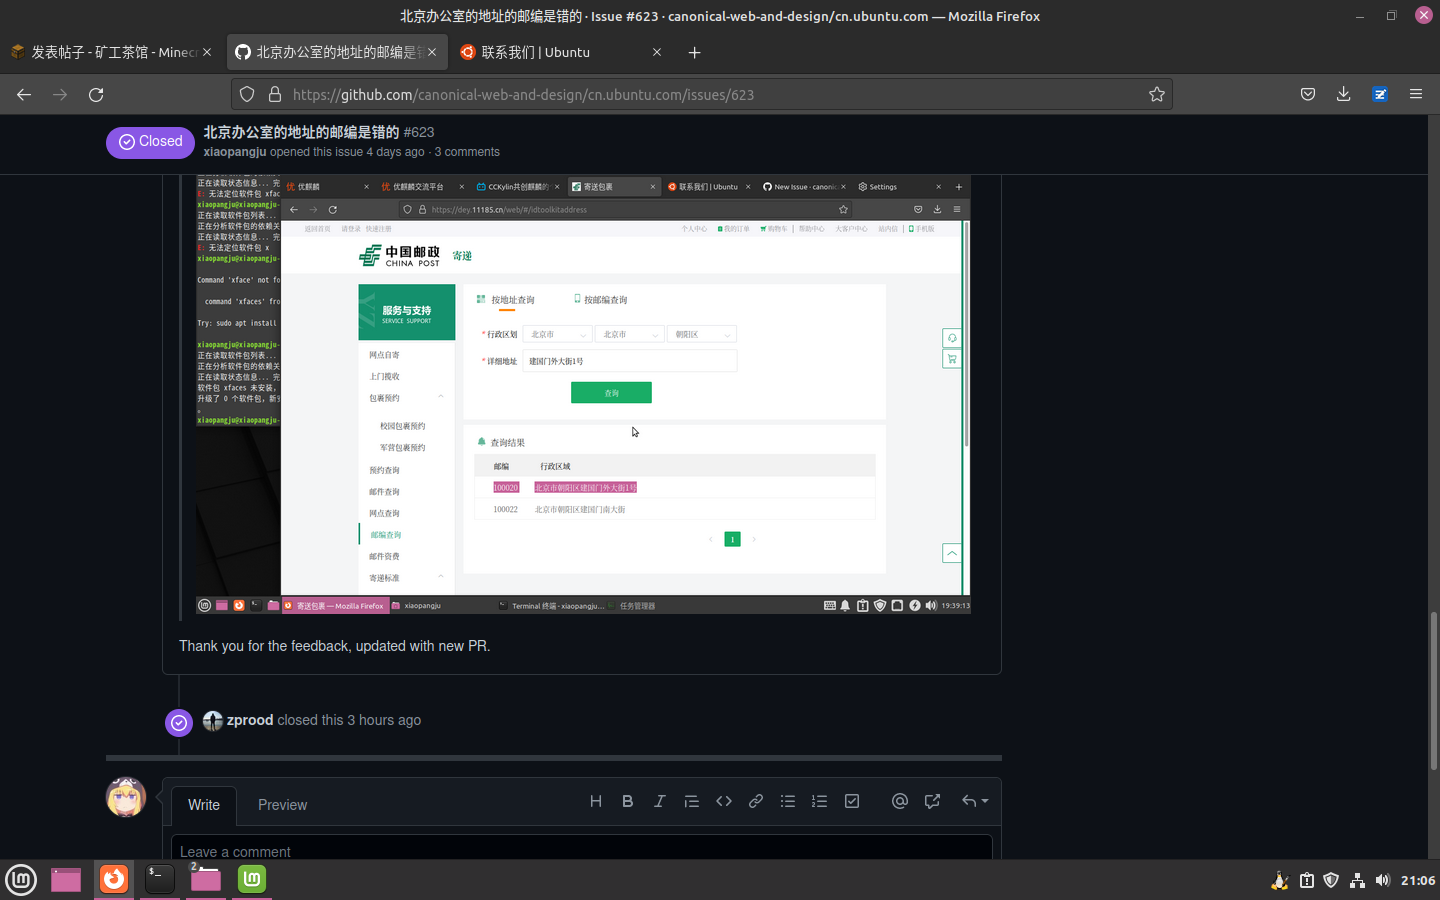 北京办公室的地址的邮编是错的 · Issue #623 · canonical-web-and-design/cn.ubuntu.com — Mozilla Firefox
发表帖子 - 矿工茶馆 - Minec
北京办公室的地址的邮编是错
联系我们 | Ubuntu
https://github.com/canonical-web-and-design/cn.ubuntu.com/issues/623
Closed
北京办公室的地址的邮编是错的 #623
xiaopangju opened this issue 4 days ago · 3 comments
正在读取状态信息... 完
E: 无法定位软件包 xfac
xiaopangju@xiaopangju-
正在读取软件包列表...
正在分析软件包的依赖关
正在读取状态信息... 完
E: 无法定位软件包 x
xiaopangju@xiaopangju-
Command 'xface' not fo
command 'xfaces' fro
Try: sudo apt install
xiaopangju@xiaopangju-
正在读取软件包列表...
正在分析软件包的依赖关
正在读取状态信息... 完
软件包 xfaces 未安装,
升级了 0 个软件包, 新安
。
xiaopangju@xiaopangju-
优麒麟
优麒麟交流平台
CCKylin共创麒麟的
寄送包裹
联系我们 | Ubuntu
New Issue · canonic
Settings
https://dey.11185.cn/web/#/idtoolkitaddress
返回首页 请登录 快速注册
个人中心 我的订单 购物车 | 帮助中心 大客户中心 站内信 | 手机版
中国邮政
CHINA POST
寄递
服务与支持
SERVICE SUPPORT
网点自寄
上门揽收
包裹预约
校园包裹预约
军营包裹预约
预约查询
邮件查询
网点查询
邮编查询
邮件资费
寄递标准
按地址查询 按邮编查询
* 行政区划 北京市 北京市 朝阳区
* 详细地址 建国门外大街1号
查询
查询结果
邮编 行政区域
100020 北京市朝阳区建国门外大街1号
100022 北京市朝阳区建国门南大街
< 1 >
寄送包裹 — Mozilla Firefox
xiaopangju
Terminal 终端 - xiaopangju...
任务管理器
19:39:13
Thank you for the feedback, updated with new PR.
zprood closed this 3 hours ago
Write Preview
Leave a comment
2
21:06